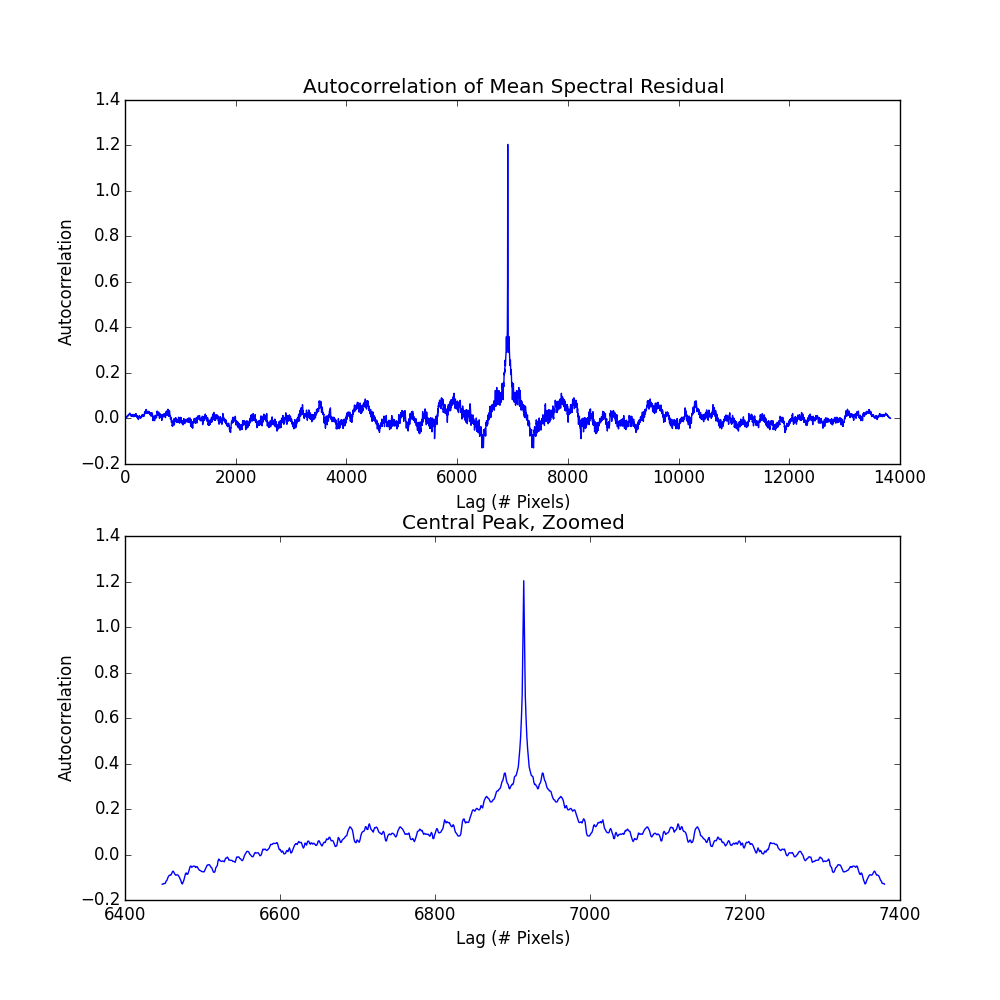 Autocorrelation of Mean Spectral Residual
1.4
1.2
1.0
0.8
0.6
0.4
0.2
0.0
−0.2
Autocorrelation
0 2000 4000 6000 8000 10000 12000 14000
Lag (# Pixels)
Central Peak, Zoomed
1.4
1.2
1.0
0.8
0.6
0.4
0.2
0.0
−0.2
Autocorrelation
6400 6600 6800 7000 7200 7400
Lag (# Pixels)